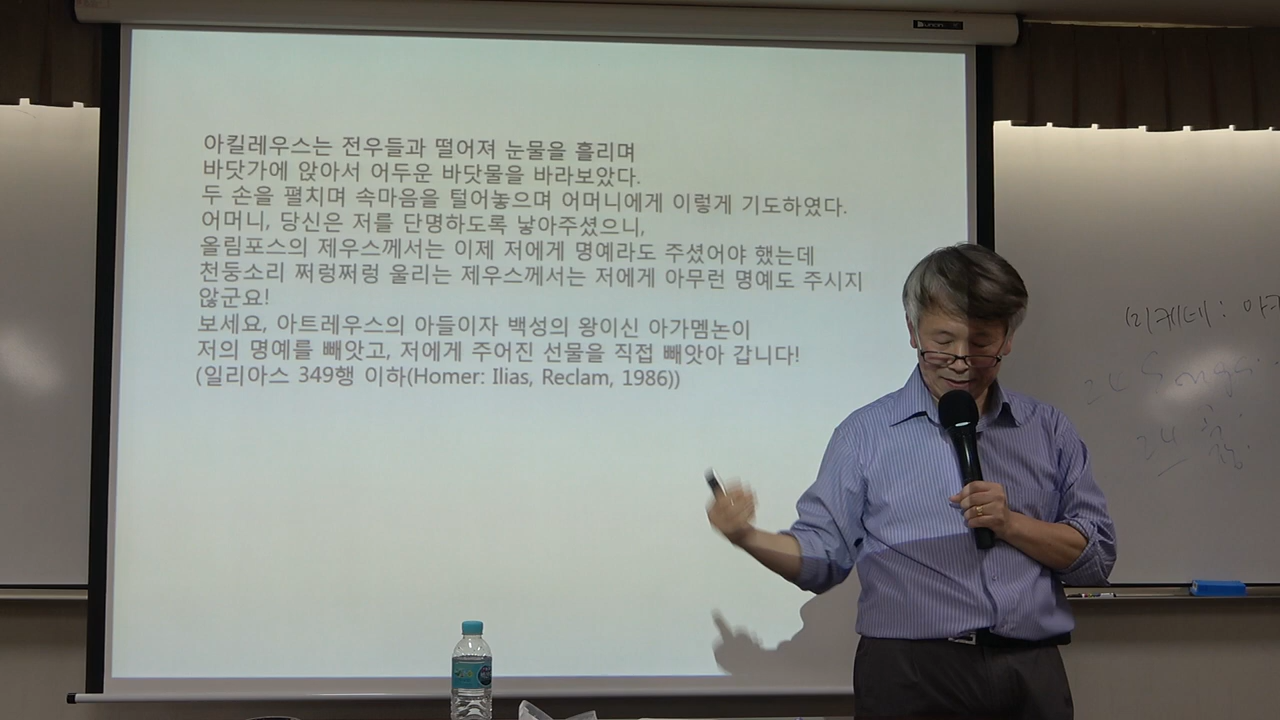 아킬레우스는 전우들과 떨어져 눈물을 흘리며
바닷가에 앉아서 어두운 바닷물을 바라보았다.
두 손을 펼치며 속마음을 털어놓으며 어머니에게 이렇게 기도하였다.
어머니, 당신은 저를 단명하도록 낳아주셨으니,
올림포스의 제우스께서는 이제 저에게 명예라도 주셨어야 했는데
천둥소리 쩌렁쩌렁 울리는 제우스께서는 저에게 아무런 명예도 주시지
않군요!
보세요, 아트레우스의 아들이자 백성의 왕이신 아가멤논이
저의 명예를 빼앗고, 저에게 주어진 선물을 직접 빼앗아 갑니다!
(일리아스 349행 이하(Homer: Ilias, Reclam, 1986))
미케네:
24 Songs
24